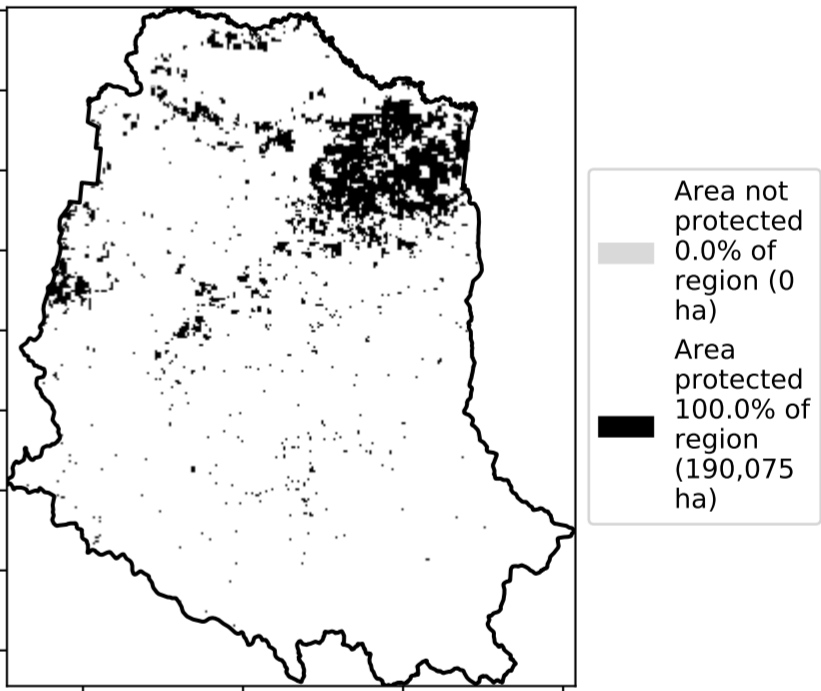 Area not
protected
0.0% of
region (0
ha)
Area
protected
100.0% of
region
(190,075
ha)